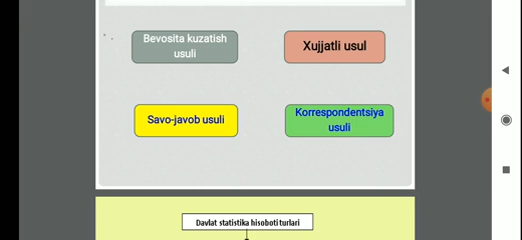 Bevosita kuzatish
usuli
Xujjatli usul
Savo-javob usuli
Korrespondentsiya
usuli
Davlat statistika hisoboti turlari